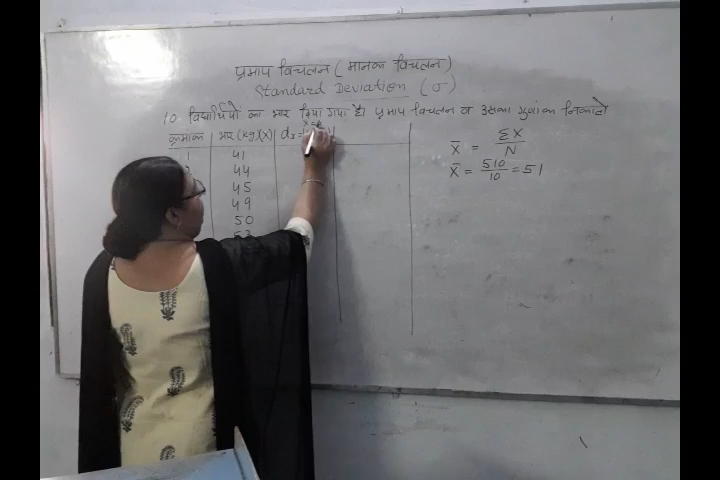 प्रमाप विचलन ( मानक विचलन )
Standard Deviation (σ)
10 विद्यार्थियों का भार दिया गया है। प्रमाप विचलन व उसका गुणांक निकालो
क्रमांक भार (Kg)(X) dx =
1 41
44
45
49
50
53
X̄ = ΣX / N
X̄ = 510 / 10 = 51